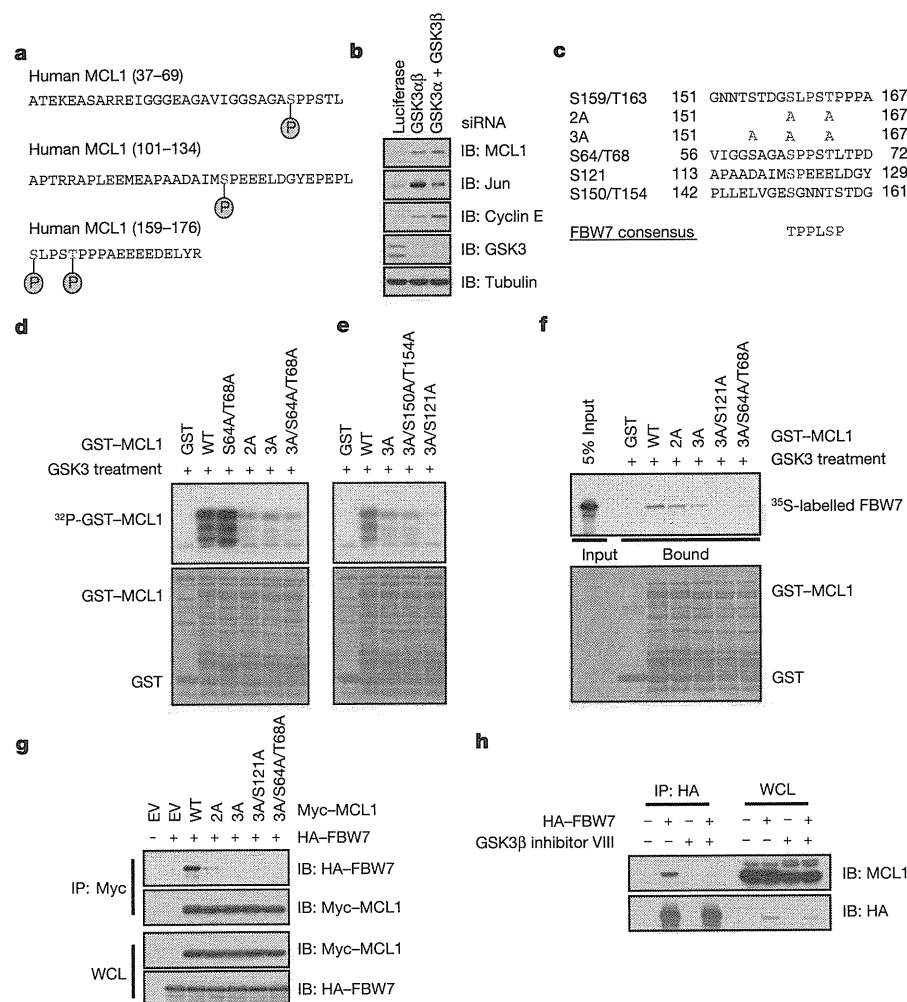 a
Human MCL1 (37–69)
ATEKEASARREIGGGEAGAVIGGSAGASPPSTL
P
Human MCL1 (101–134)
APTRRAPLEEMEAPAADAIMSPEEELDGYEPEPL
P
Human MCL1 (159–176)
SLPSTPPPAEEEEDELYR
P P
b
Luciferase
GSK3αβ
GSK3α + GSK3β
siRNA
IB: MCL1
IB: Jun
IB: Cyclin E
IB: GSK3
IB: Tubulin
c
S159/T163 151 GNNTSTDGSLPSTPPPA 167
2A 151 A A 167
3A 151 A A A 167
S64/T68 56 VIGGSAGASPPSTLTPD 72
S121 113 APAADAIMSPEEELDGY 129
S150/T154 142 PLLELVGESGNNTSTDG 161
FBW7 consensus TPPLSP
d
GST
WT
S64A/T68A
2A
3A
3A/S64A/T68A
GST–MCL1
GSK3 treatment + + + + + +
³²P-GST–MCL1
GST–MCL1
GST
e
GST
WT
3A
3A/S150A/T154A
3A/S121A
+ + + + +
f
5% Input
GST
WT
2A
3A
3A/S121A
3A/S64A/T68A
GST–MCL1
+ + + + + + GSK3 treatment
³⁵S-labelled FBW7
Input Bound
GST–MCL1
GST
g
EV
EV
WT
2A
3A
3A/S121A
3A/S64A/T68A
Myc–MCL1
- + + + + + + HA–FBW7
IP: Myc
IB: HA–FBW7
IB: Myc–MCL1
WCL
IB: Myc–MCL1
IB: HA–FBW7
h
IP: HA WCL
HA–FBW7 - + - + - + - +
GSK3β inhibitor VIII - - + + - - + +
IB: MCL1
IB: HA